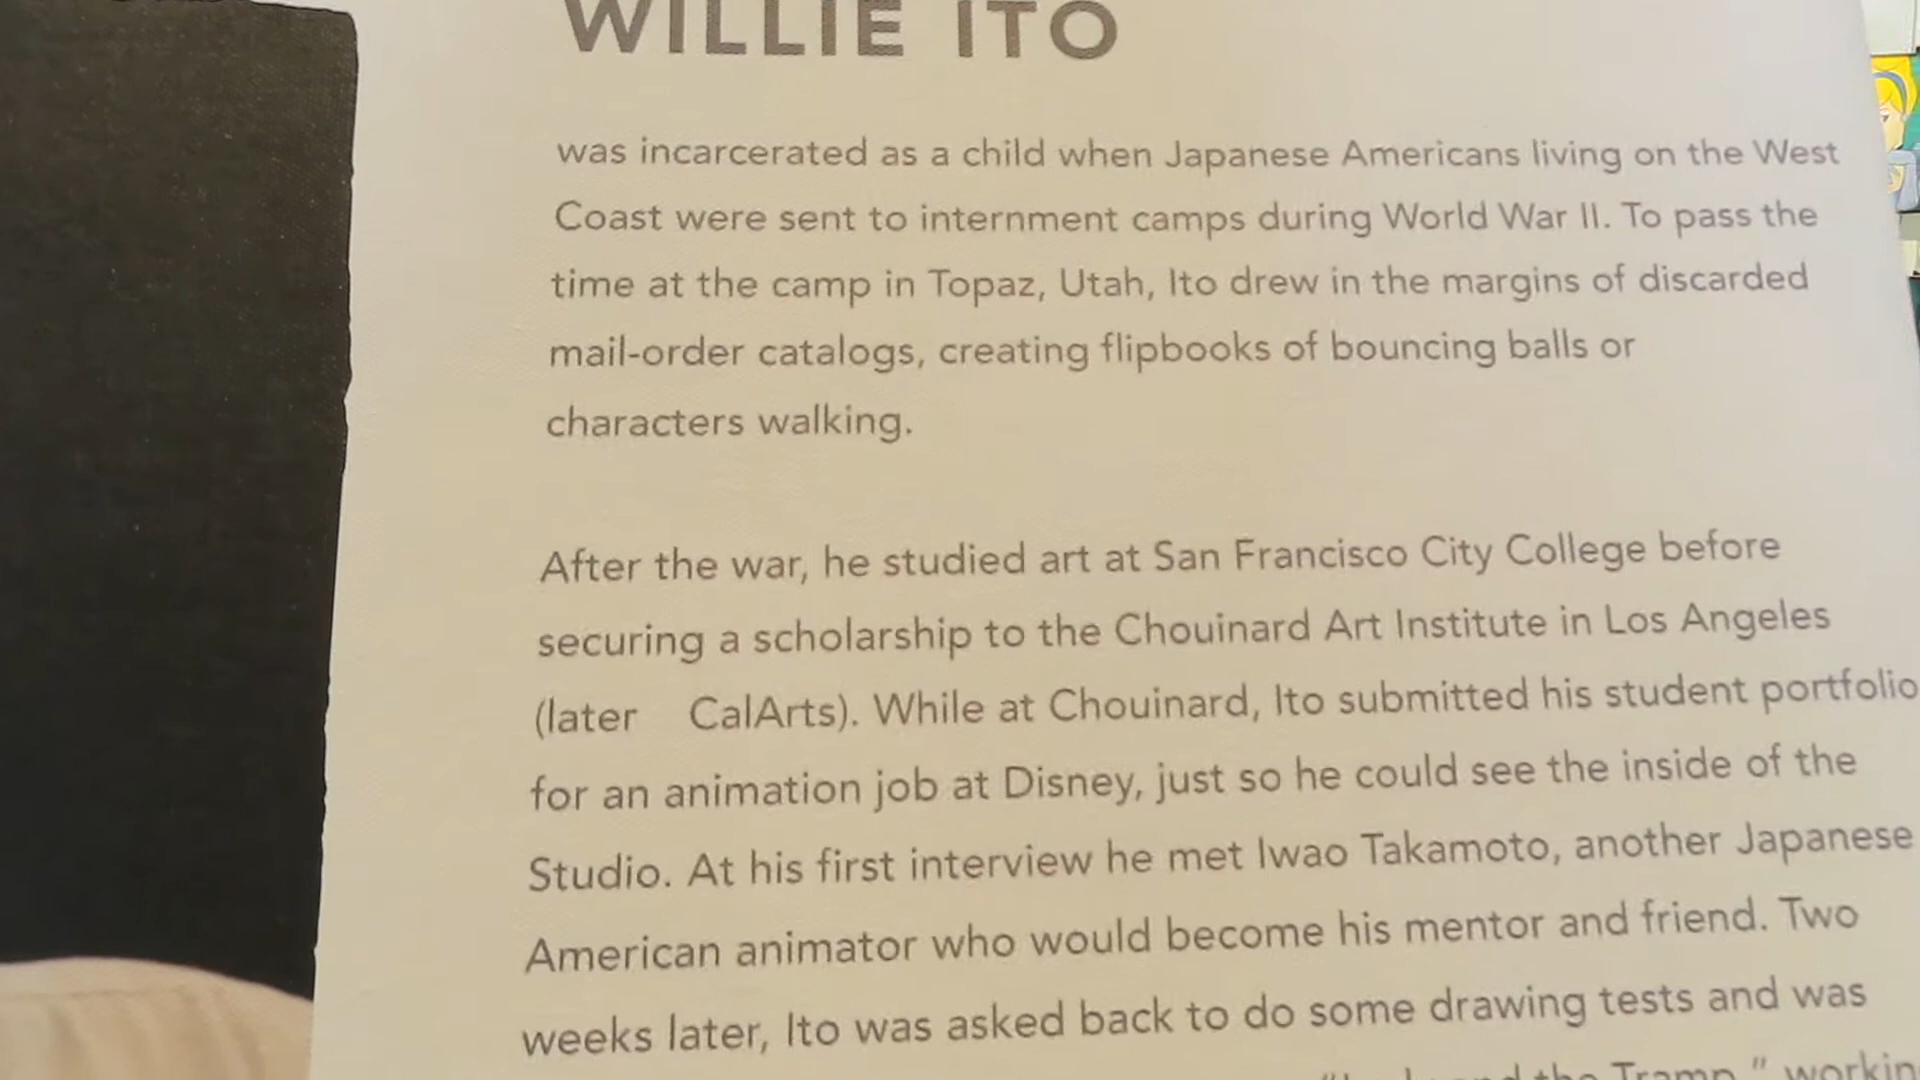 WILLIE ITO
was incarcerated as a child when Japanese Americans living on the West
Coast were sent to internment camps during World War II. To pass the
time at the camp in Topaz, Utah, Ito drew in the margins of discarded
mail-order catalogs, creating flipbooks of bouncing balls or
characters walking.
After the war, he studied art at San Francisco City College before
securing a scholarship to the Chouinard Art Institute in Los Angeles
(later CalArts). While at Chouinard, Ito submitted his student portfolio
for an animation job at Disney, just so he could see the inside of the
Studio. At his first interview he met Iwao Takamoto, another Japanese
American animator who would become his mentor and friend. Two
weeks later, Ito was asked back to do some drawing tests and was
and the Tramp,"